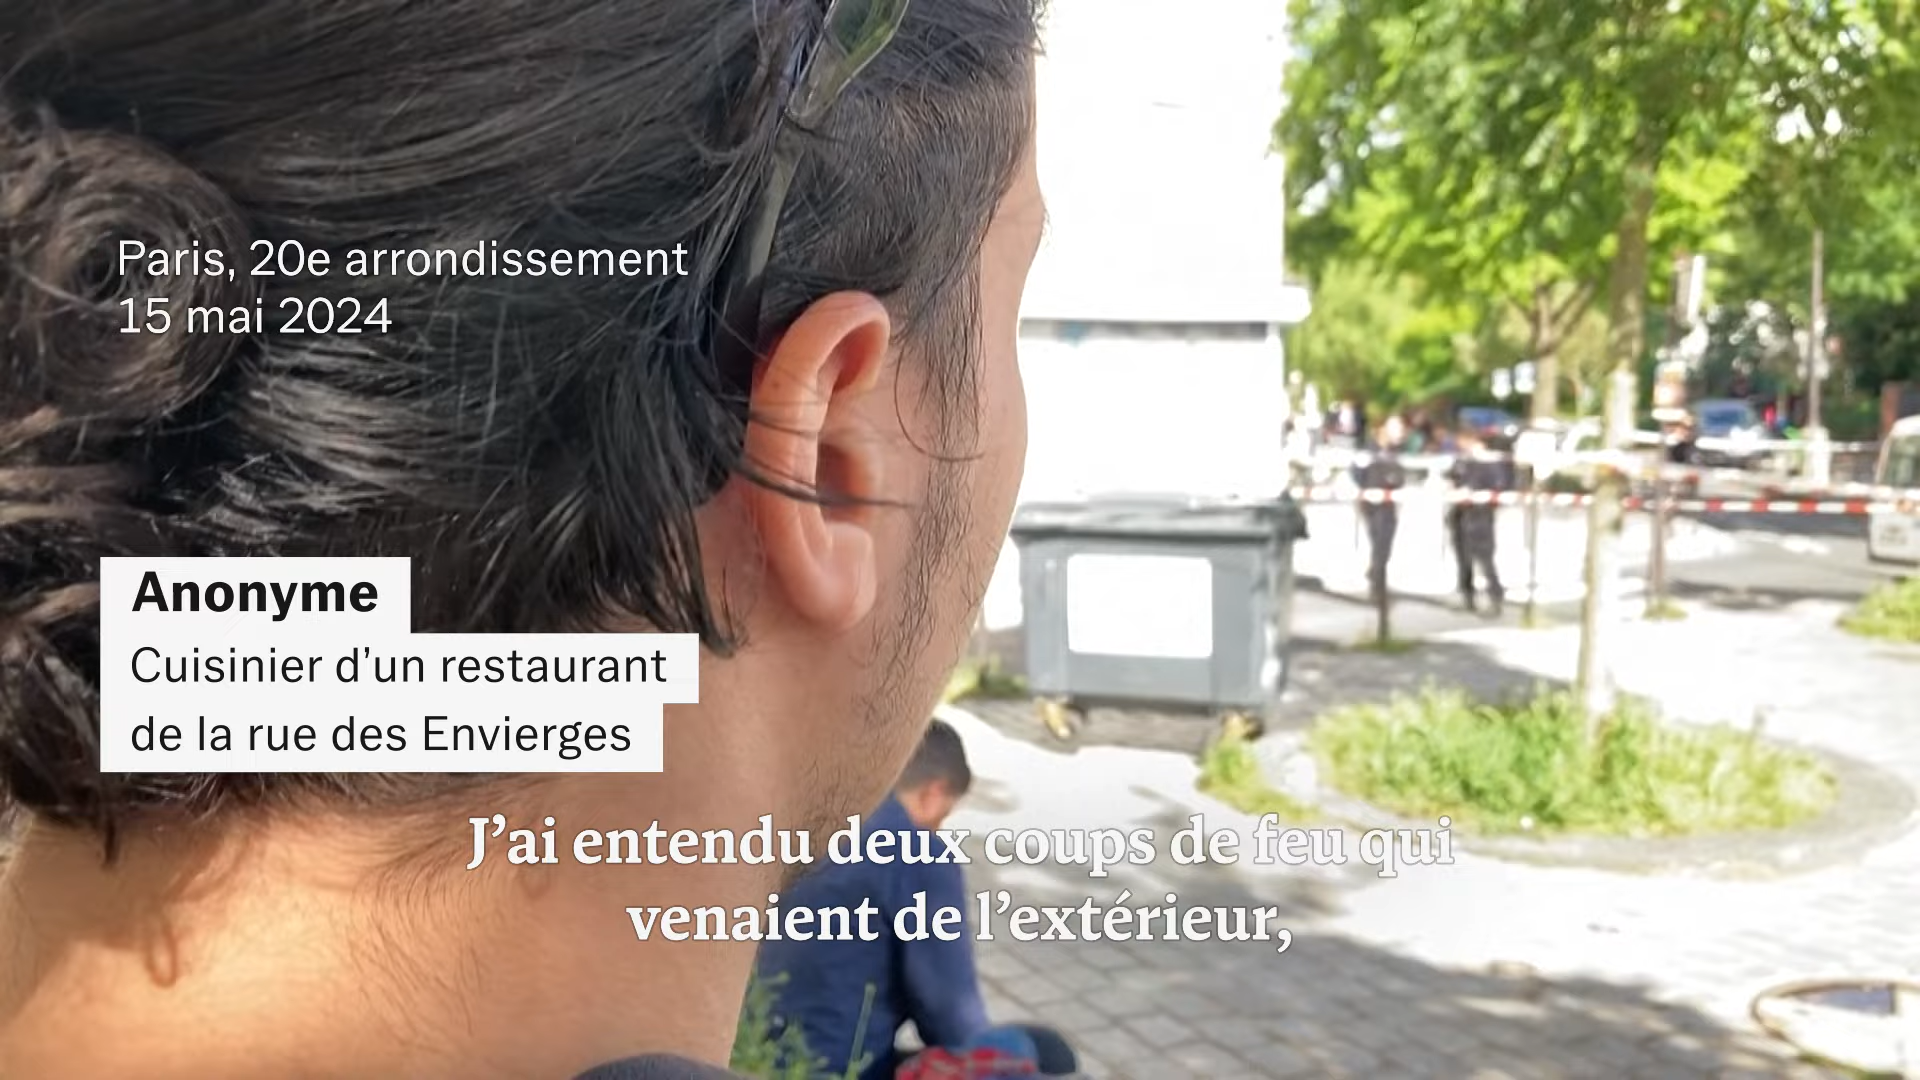 Paris, 20e arrondissement
15 mai 2024
Anonyme
Cuisinier d’un restaurant
de la rue des Envierges
J’ai entendu deux coups de feu qui
venaient de l’extérieur,